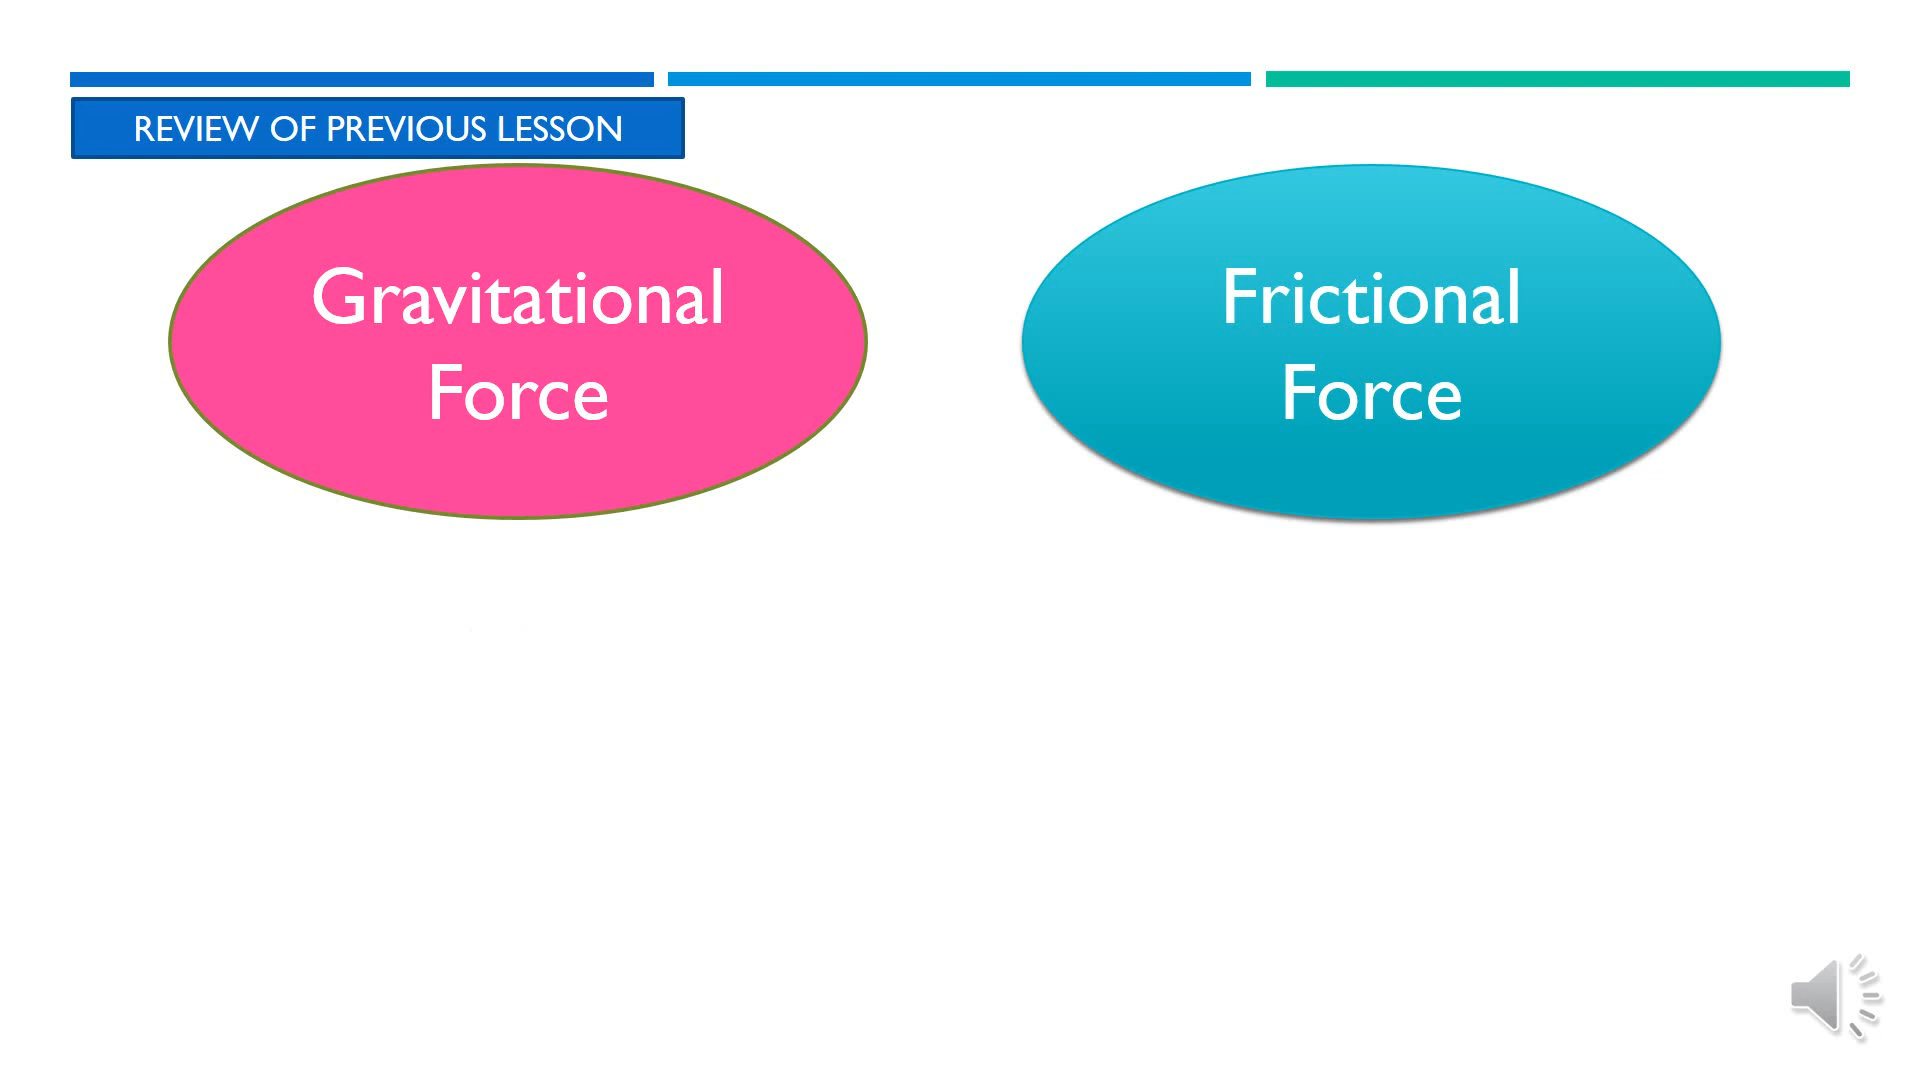 REVIEW OF PREVIOUS LESSON
Gravitational
Force
Frictional
Force